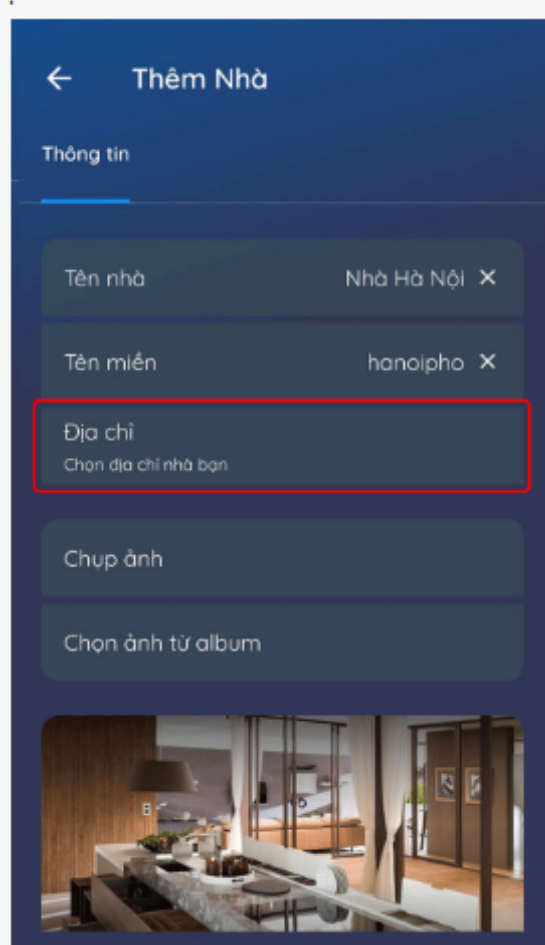 Thêm Nhà
Thông tin
Tên nhà Nhà Hà Nội
Tên miền hanoipho
Địa chỉ
Chọn địa chỉ nhà bạn
Chụp ảnh
Chọn ảnh từ album